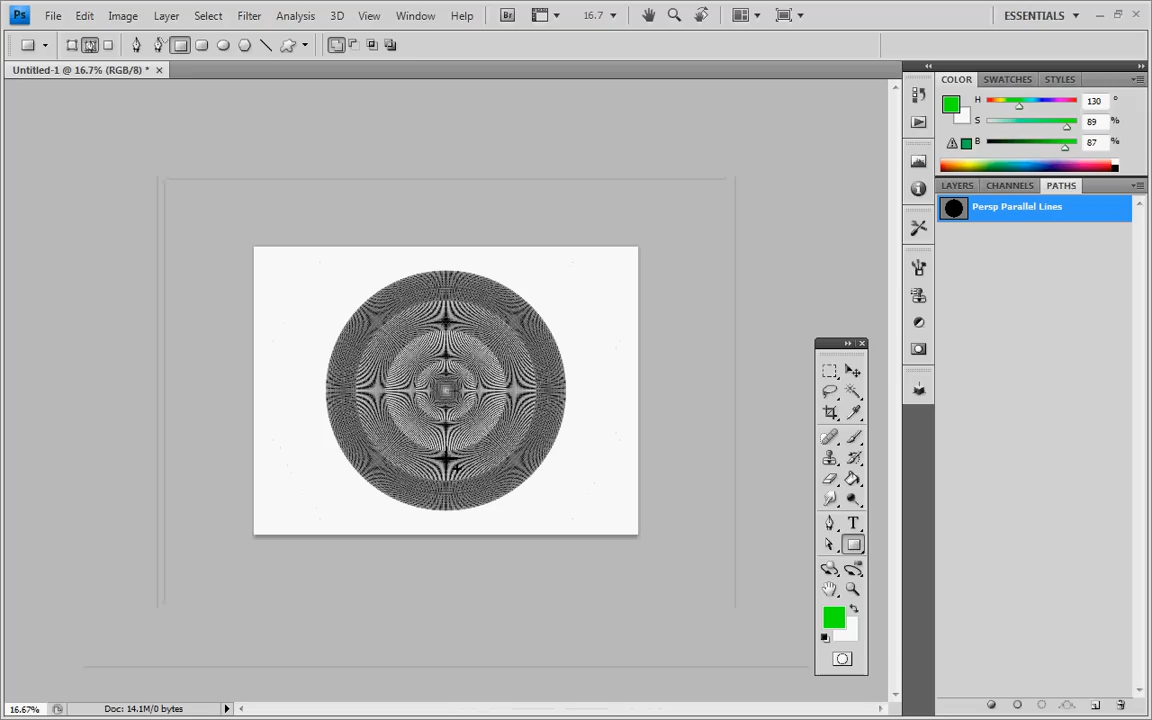 Ps File Edit Image Layer Select Filter Analysis 3D View Window Help Br 16.7 ESSENTIALS
Untitled-1 @ 16.7% (RGB/8) *
COLOR SWATCHES STYLES
H 130 °
S 89 %
B 87 %
LAYERS CHANNELS PATHS
Persp Parallel Lines
T
16.67% Doc: 14.1M/0 bytes